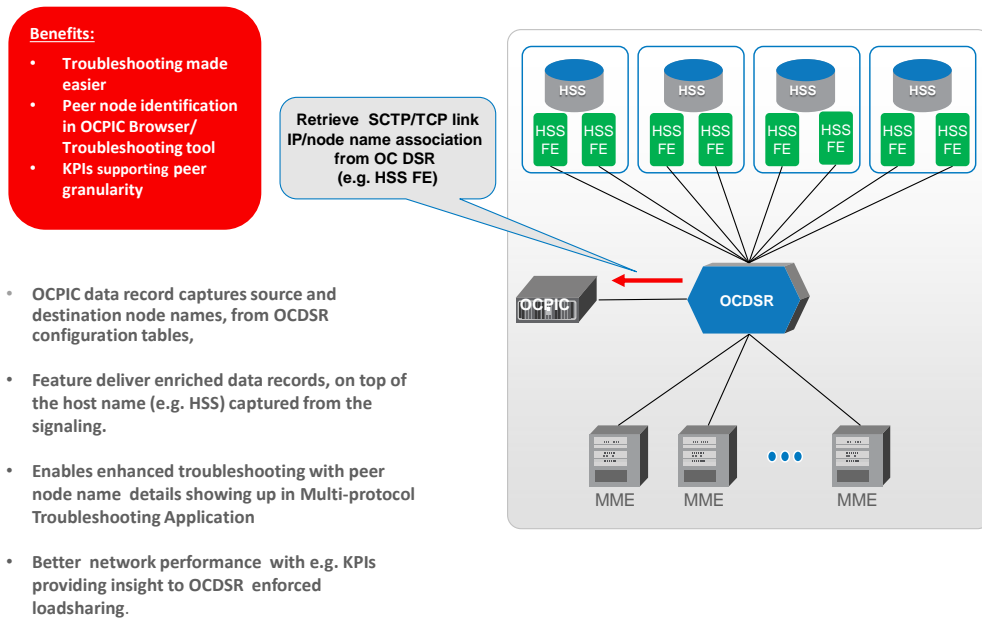 Benefits:
• Troubleshooting made
easier
• Peer node identification
in OCPIC Browser/
Troubleshooting tool
• KPIs supporting peer
granularity
Retrieve SCTP/TCP link
IP/node name association
from OC DSR
(e.g. HSS FE)
HSS
HSS
HSS
HSS
HSS
FE
HSS
FE
HSS
FE
HSS
FE
HSS
FE
HSS
FE
HSS
FE
HSS
FE
OCPIC
OCDSR
MME
MME
MME
• OCPIC data record captures source and
destination node names, from OCDSR
configuration tables,
• Feature deliver enriched data records, on top of
the host name (e.g. HSS) captured from the
signaling.
• Enables enhanced troubleshooting with peer
node name details showing up in Multi-protocol
Troubleshooting Application
• Better network performance with e.g. KPIs
providing insight to OCDSR enforced
loadsharing.